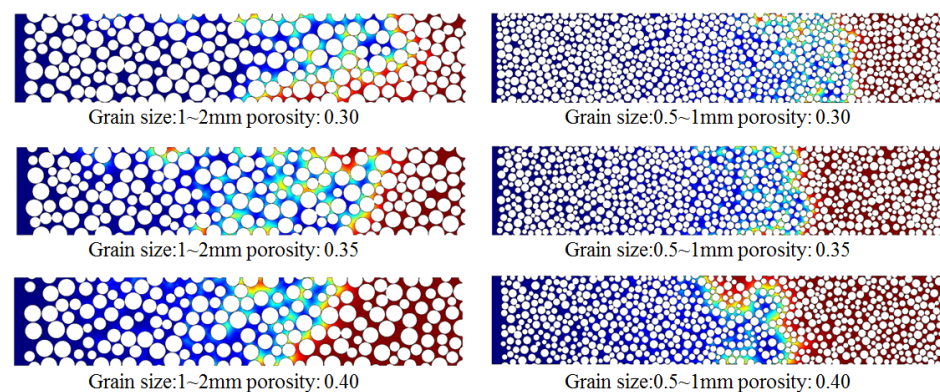 Grain size:1~2mm porosity: 0.30
Grain size:0.5~1mm porosity: 0.30
Grain size:1~2mm porosity: 0.35
Grain size:0.5~1mm porosity: 0.35
Grain size:1~2mm porosity: 0.40
Grain size:0.5~1mm porosity: 0.40